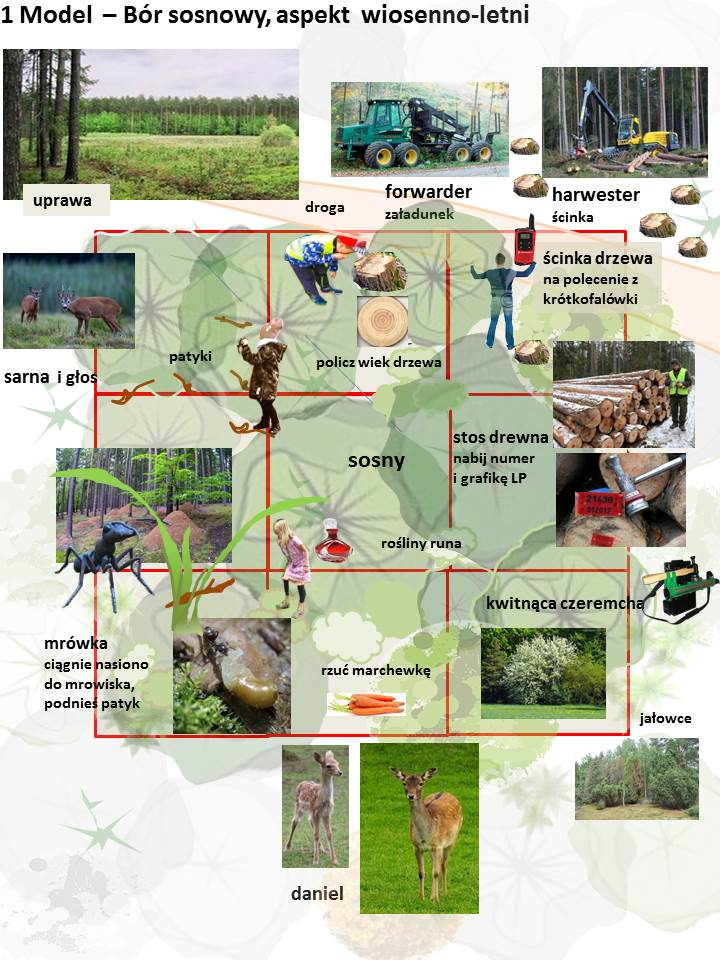 1 Model – Bór sosnowy, aspekt wiosenno-letni
uprawa
droga
forwarder
załadunek
harwester
ścinka
ścinka drzewa
na polecenie z
krótkofalówki
sarna i głos
patyki
policz wiek drzewa
sosny
stos drewna
nabij numer
i grafikę LP
21436
rośliny runa
kwitnąca czeremcha
mrówka
ciągnie nasiono
do mrowiska,
podnieś patyk
rzuć marchewkę
jałowce
daniel